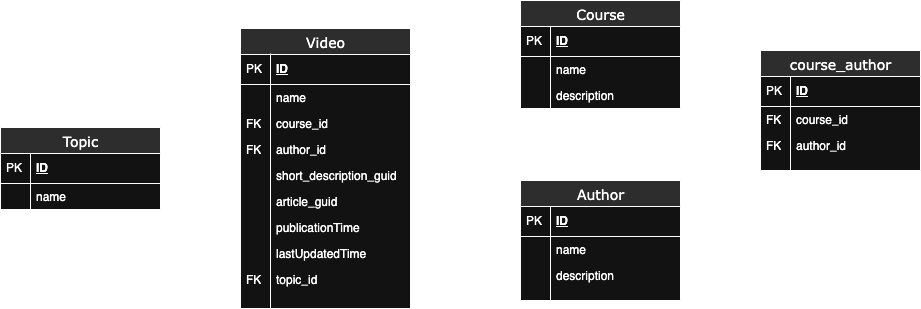 Topic
PK ID
name
Video
PK ID
name
FK course_id
FK author_id
short_description_guid
article_guid
publicationTime
lastUpdatedTime
FK topic_id
Course
PK ID
name
description
Author
PK ID
name
description
course_author
PK ID
FK course_id
FK author_id